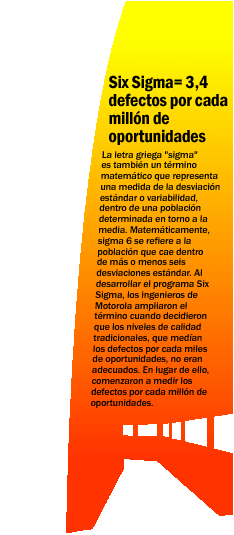 Six Sigma= 3,4
defectos por cada
millón de
oportunidades
La letra griega "sigma"
es también un término
matemático que representa
una medida de la desviación
estándar o variabilidad,
dentro de una población
determinada en torno a la
media. Matemáticamente,
sigma 6 se refiere a la
población que cae dentro
de más o menos seis
desviaciones estándar. Al
desarrollar el programa Six
Sigma, los ingenieros de
Motorola ampliaron el
término cuando decidieron
que los niveles de calidad
tradicionales, que medían
los defectos por cada miles
de oportunidades, no eran
adecuados. En lugar de ello,
comenzaron a medir los
defectos por cada millón de
oportunidades.